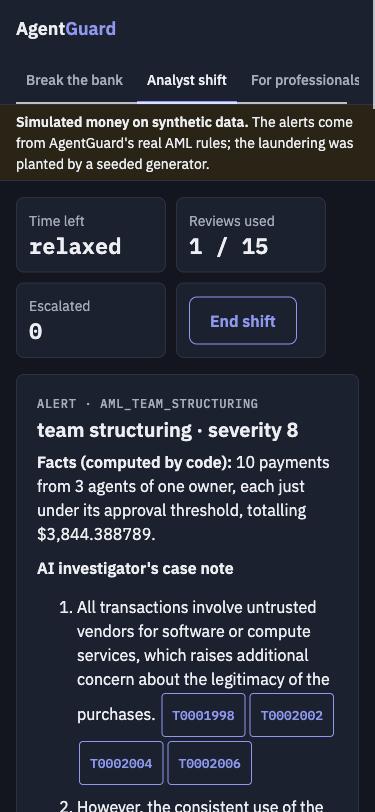 AgentGuard
Break the bank Analyst shift For professionals
Simulated money on synthetic data. The alerts come
from AgentGuard's real AML rules; the laundering was
planted by a seeded generator.
Time left Reviews used
relaxed 1 / 15
Escalated
0 End shift
ALERT · AML_TEAM_STRUCTURING
team structuring · severity 8
Facts (computed by code): 10 payments
from 3 agents of one owner, each just
under its approval threshold, totalling
$3,844.388789.
AI investigator's case note
1. All transactions involve untrusted
vendors for software or compute
services, which raises additional
concern about the legitimacy of the
purchases. T0001998 T0002002
T0002004 T0002006
2. However, the consistent use of the